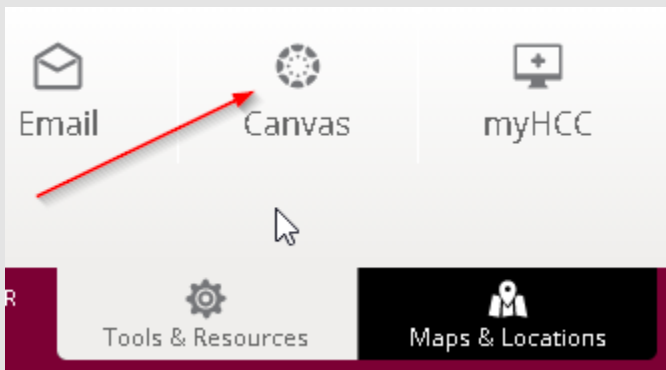 Email
Canvas
myHCC
R
Tools & Resources
Maps & Locations